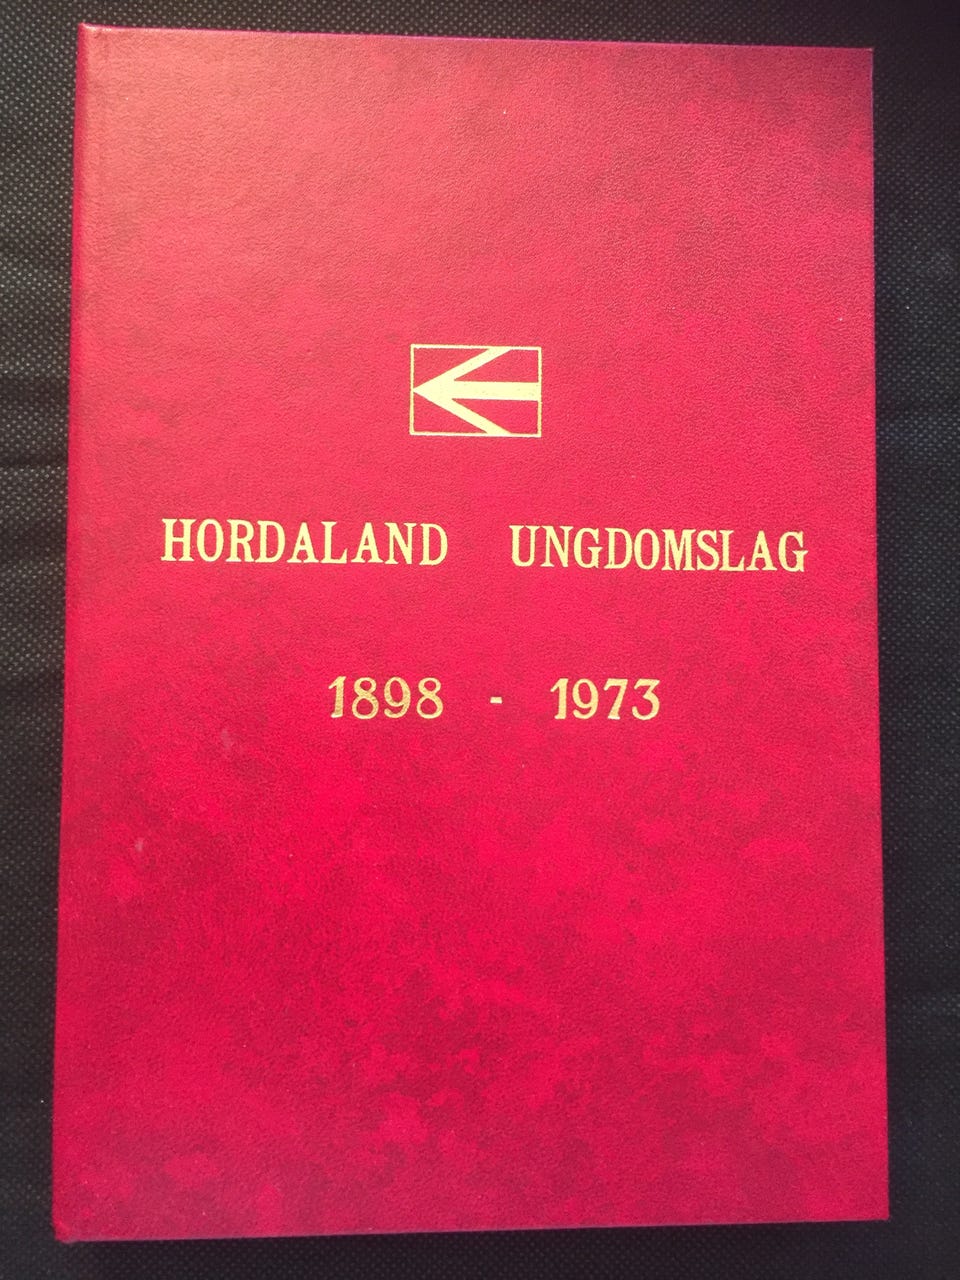 HORDALAND UNGDOMSLAG
1898 - 1973